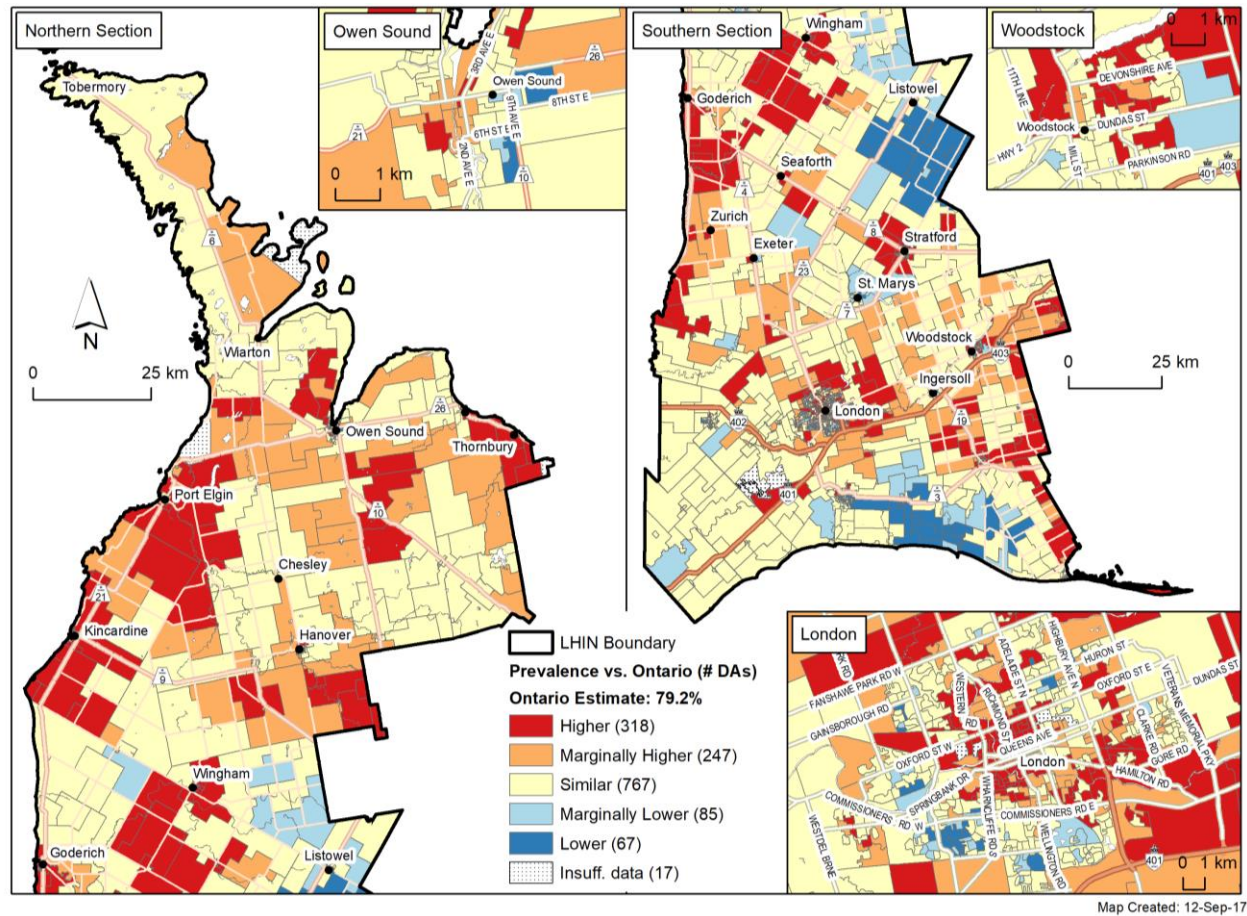 Northern Section
Tobermory
6
N
0 25 km
Wiarton
26
Owen Sound
Thornbury
Port Elgin
10
Chesley
21
Kincardine
Hanover
9
Wingham
Goderich
Listowel
Owen Sound
3RD AVE E
26
Owen Sound
9TH AVE E
8TH ST E
21
6TH ST E
2ND AVE E
10
0 1 km
Southern Section
Wingham
Goderich
Listowel
4
Seaforth
Zurich
8
Stratford
Exeter
23
St. Marys
7
Woodstock
403
0 25 km
Ingersoll
London
19
402
401
3
Woodstock
0 1 km
11TH LINE
DEVONSHIRE AVE
Woodstock
DUNDAS ST
HWY 2
MILL ST
PARKINSON RD
401
403
LHIN Boundary
Prevalence vs. Ontario (# DAs)
Ontario Estimate: 79.2%
Higher (318)
Marginally Higher (247)
Similar (767)
Marginally Lower (85)
Lower (67)
Insuff. data (17)
London
FANSHAWE PARK RD W
GAINSBOROUGH RD
WESTERN RD
RICHMOND ST
ADELAIDE ST N
HIGHBURY AVE N
HURON ST
OXFORD ST E
VETERANS MEMORIAL PKY
DUNDAS ST
OXFORD ST W
QUEENS AVE
CLARKE RD
GORE RD
London
SPRINGBANK DR
HAMILTON RD
COMMISSIONERS RD W
COMMISSIONERS RD E
WHARNCLIFFE RD S
WESTDEL BRNE
WELLINGTON RD
401
0 1 km
Map Created: 12-Sep-17